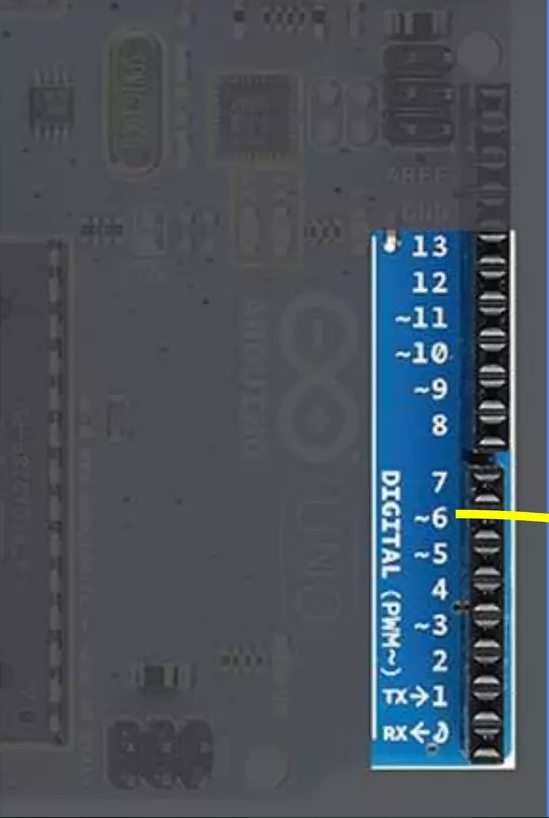 AREF
GND
13
12
~11
~10
~9
8
7
~6
~5
4
~3
2
TX→1
RX←0
DIGITAL (PWM~)
ARDUINO
UNO